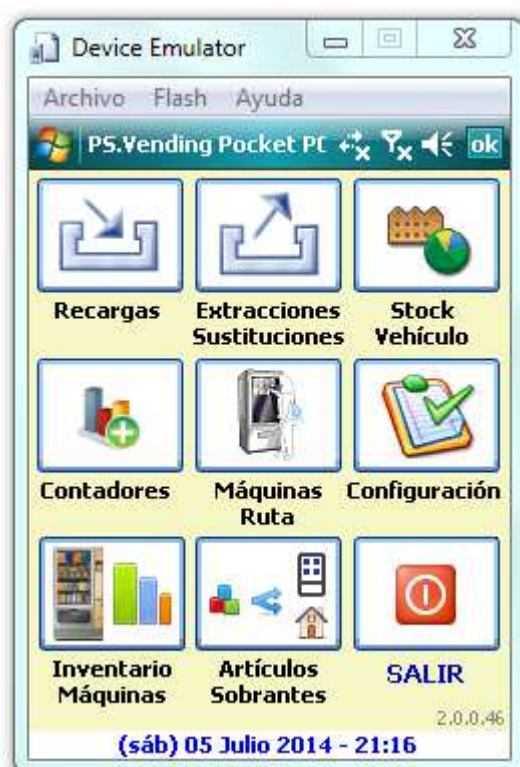 Device Emulator
Archivo Flash Ayuda
PS.Vending Pocket PC ok
Recargas
Extracciones
Sustituciones
Stock
Vehículo
Contadores
Máquinas
Ruta
Configuración
Inventario
Máquinas
Artículos
Sobrantes
SALIR
2.0.0.46
(sáb) 05 Julio 2014 - 21:16